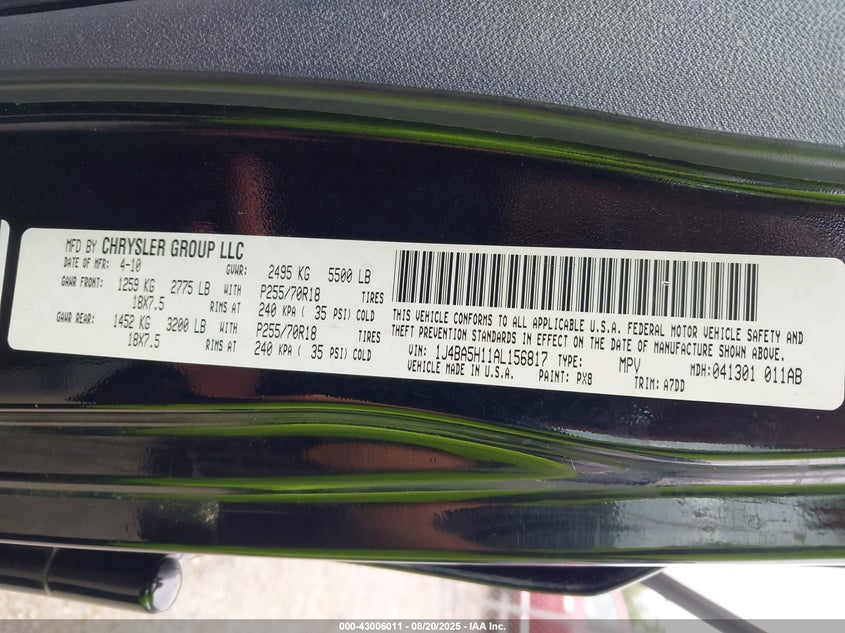 MFD BY CHRYSLER GROUP LLC
DATE OF MFR: 4-10 GVWR: 2495 KG 5500 LB
GAWR FRONT: 1259 KG 2775 LB WITH P255/70R18 TIRES
18X7.5 RIMS AT 240 KPA ( 35 PSI) COLD
GAWR REAR: 1452 KG 3200 LB WITH P255/70R18 TIRES
18X7.5 RIMS AT 240 KPA ( 35 PSI) COLD
THIS VEHICLE CONFORMS TO ALL APPLICABLE U.S.A. FEDERAL MOTOR VEHICLE SAFETY AND
THEFT PREVENTION STANDARDS IN EFFECT ON THE DATE OF MANUFACTURE SHOWN ABOVE.
VIN: 1J4BA5H11AL156817 TYPE: MPV MDH: 041301 011AB
VEHICLE MADE IN U.S.A. PAINT: PX8 TRIM: A7DD
000-43006011 - 08/20/2025 - IAA Inc.